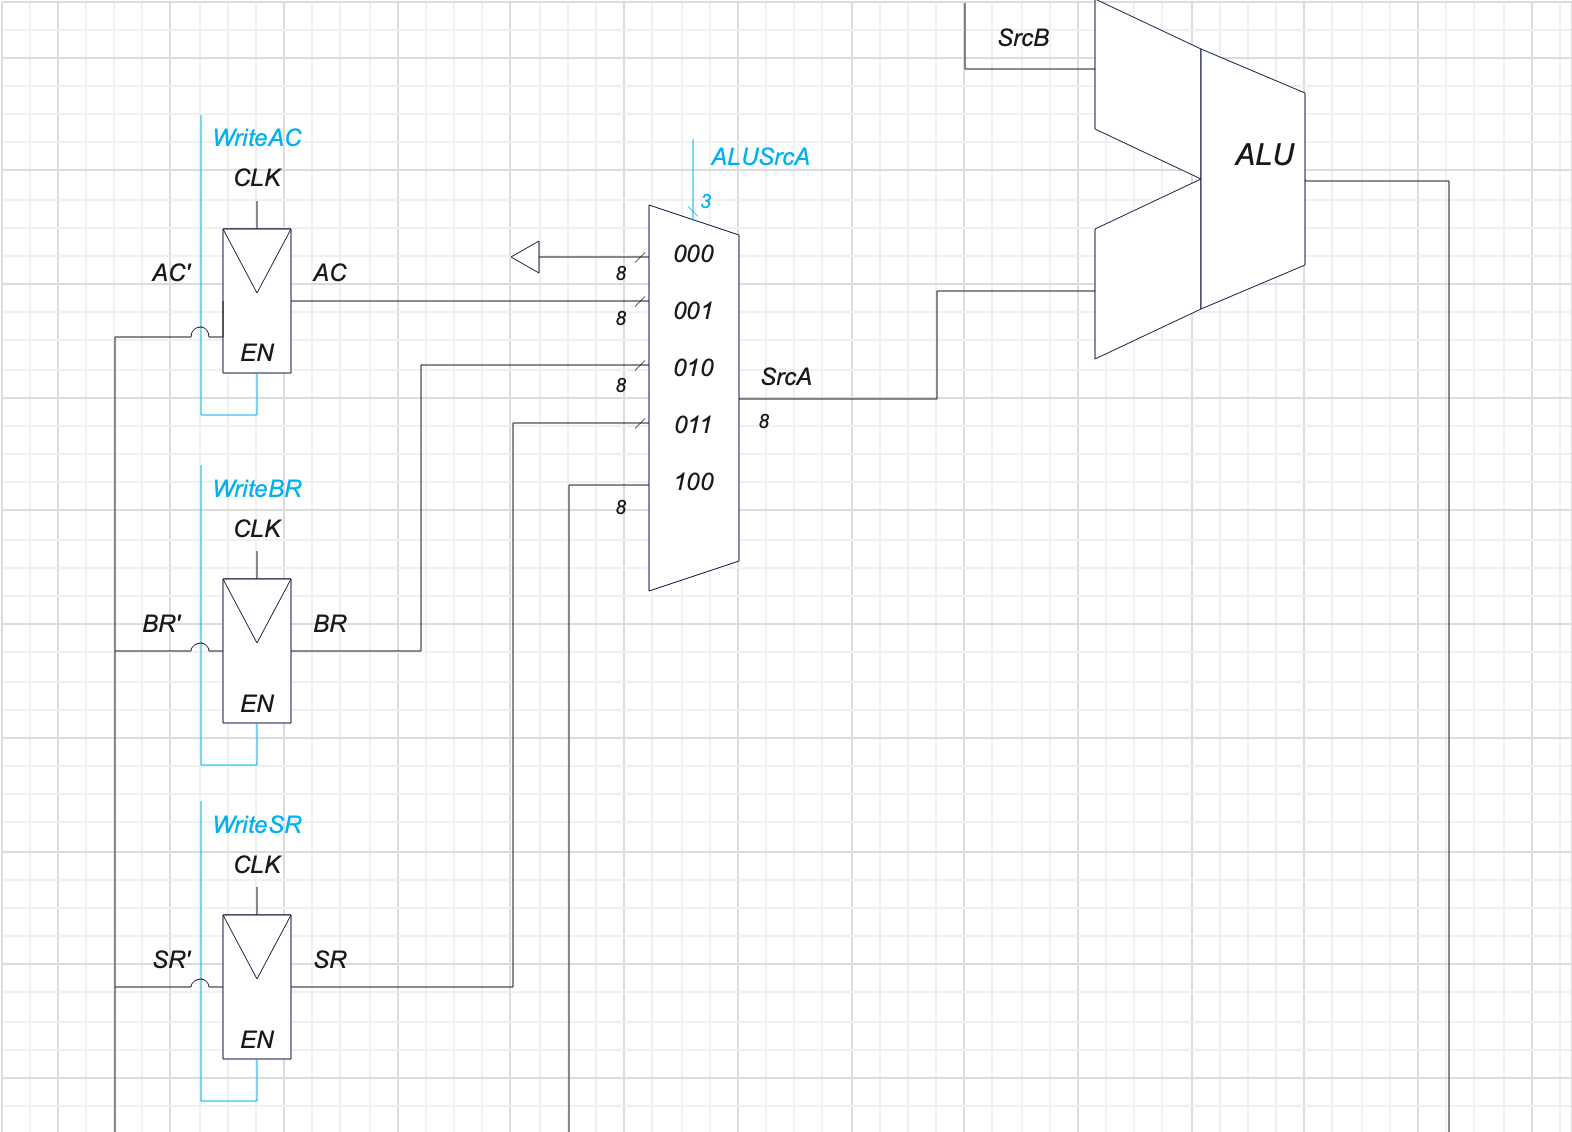 SrcB
WriteAC
CLK
AC'
AC
EN
ALUSrcA
3
000
8
001
8
010
8
011
100
8
SrcA
8
ALU
WriteBR
CLK
BR'
BR
EN
WriteSR
CLK
SR'
SR
EN